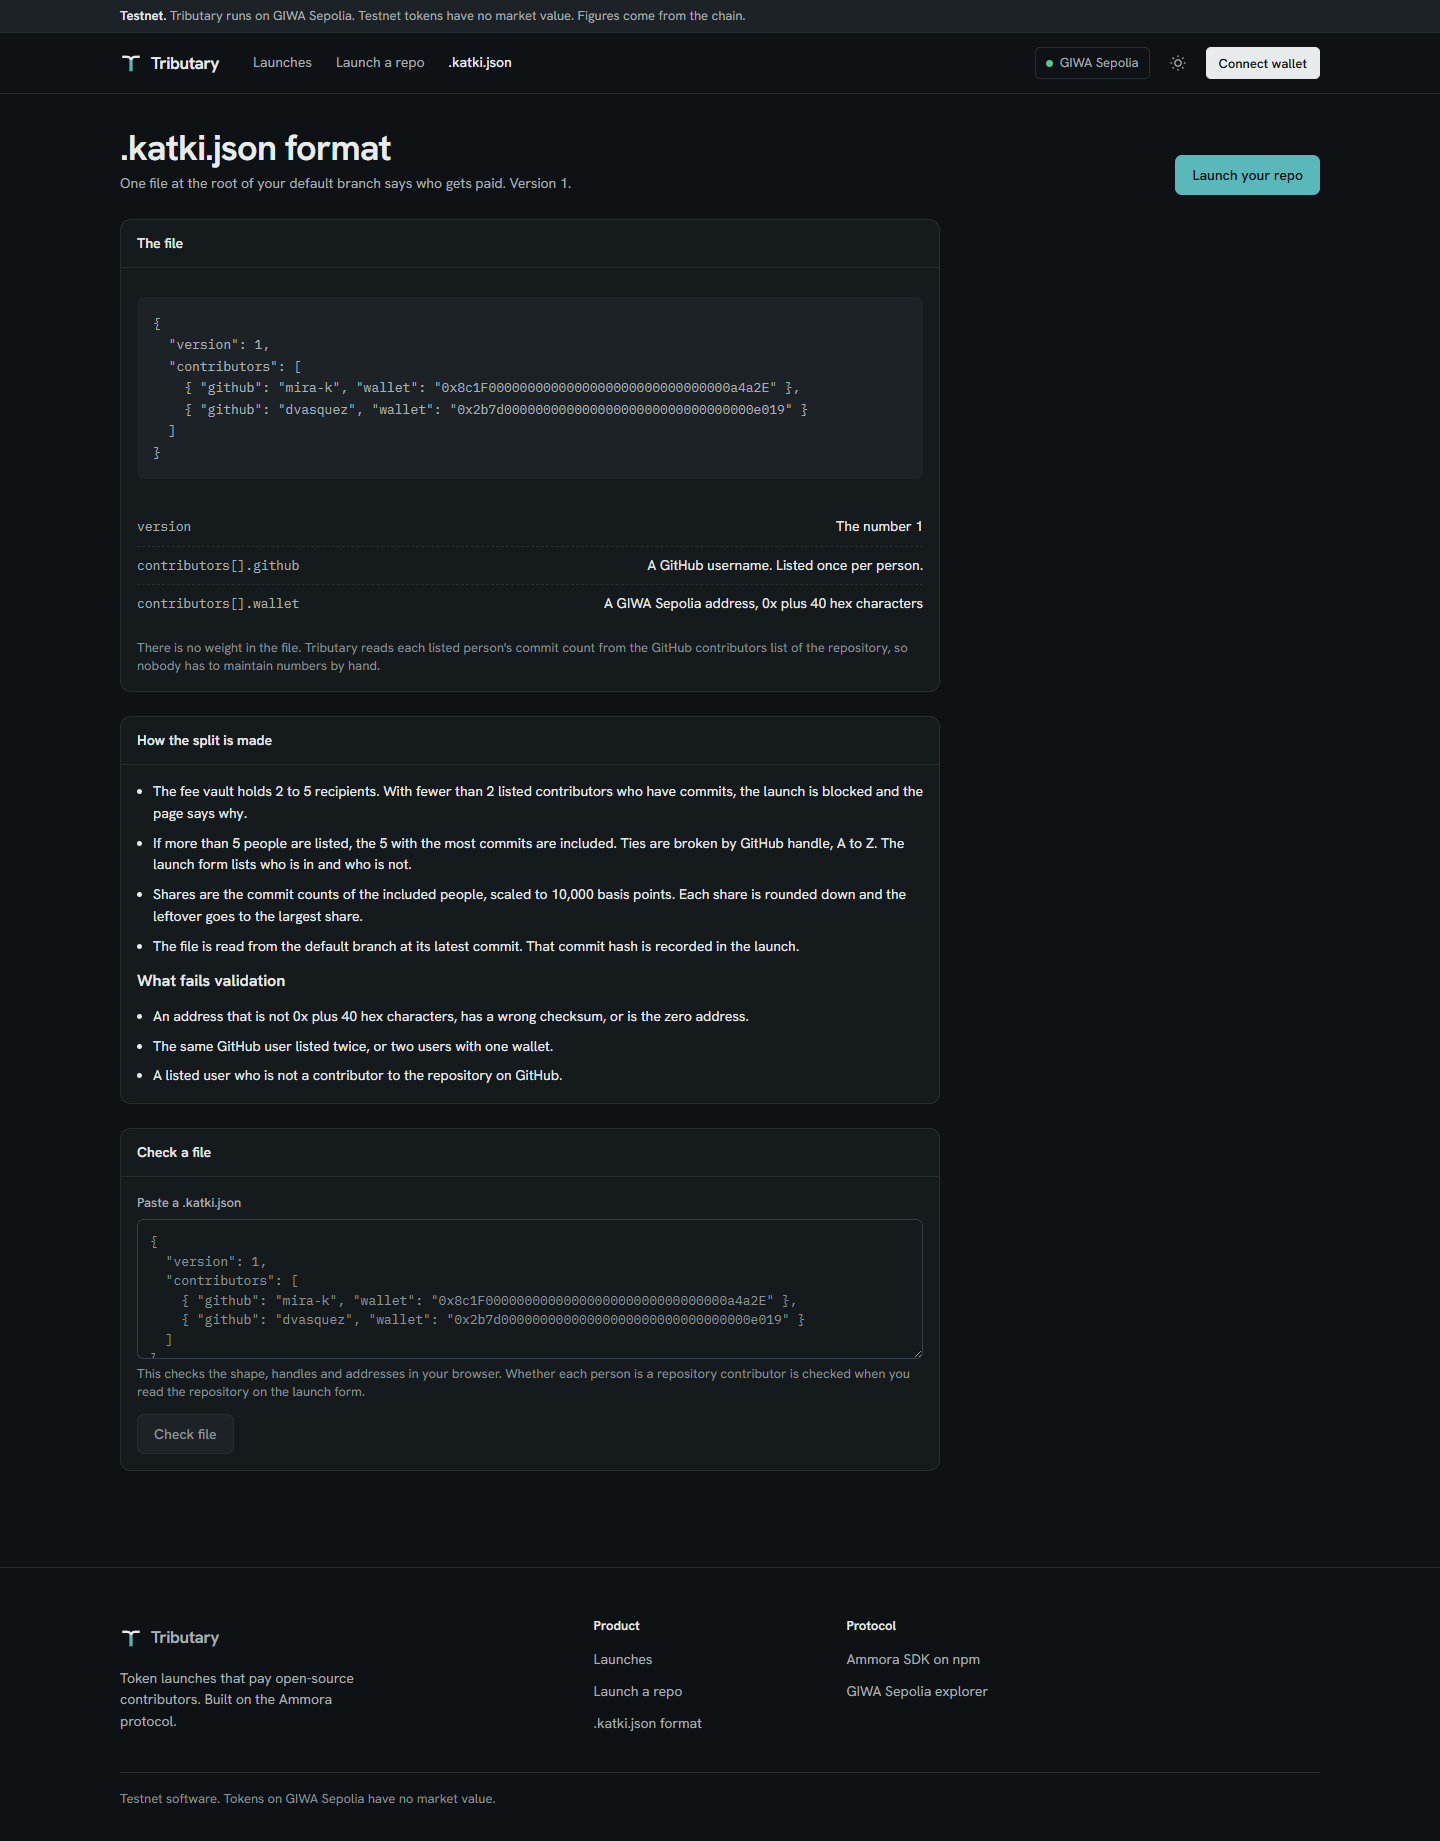 Testnet. Tributary runs on GIWA Sepolia. Testnet tokens have no market value. Figures come from the chain.
Tributary
Launches
Launch a repo
.katki.json
GIWA Sepolia
Connect wallet
.katki.json format
One file at the root of your default branch says who gets paid. Version 1.
Launch your repo
The file
{
"version": 1,
"contributors": [
{ "github": "mira-k", "wallet": "0x8c1F0000000000000000000000000000000a4a2E" },
{ "github": "dvasquez", "wallet": "0x2b7d00000000000000000000000000000000e019" }
]
}
version
The number 1
contributors[].github
A GitHub username. Listed once per person.
contributors[].wallet
A GIWA Sepolia address, 0x plus 40 hex characters
There is no weight in the file. Tributary reads each listed person's commit count from the GitHub contributors list of the repository, so
nobody has to maintain numbers by hand.
How the split is made
• The fee vault holds 2 to 5 recipients. With fewer than 2 listed contributors who have commits, the launch is blocked and the
page says why.
• If more than 5 people are listed, the 5 with the most commits are included. Ties are broken by GitHub handle, A to Z. The
launch form lists who is in and who is not.
• Shares are the commit counts of the included people, scaled to 10,000 basis points. Each share is rounded down and the
leftover goes to the largest share.
• The file is read from the default branch at its latest commit. That commit hash is recorded in the launch.
What fails validation
• An address that is not 0x plus 40 hex characters, has a wrong checksum, or is the zero address.
• The same GitHub user listed twice, or two users with one wallet.
• A listed user who is not a contributor to the repository on GitHub.
Check a file
Paste a .katki.json
{
"version": 1,
"contributors": [
{ "github": "mira-k", "wallet": "0x8c1F0000000000000000000000000000000a4a2E" },
{ "github": "dvasquez", "wallet": "0x2b7d00000000000000000000000000000000e019" }
]
}
This checks the shape, handles and addresses in your browser. Whether each person is a repository contributor is checked when you
read the repository on the launch form.
Check file
Tributary
Token launches that pay open-source
contributors. Built on the Ammora
protocol.
Product
Launches
Launch a repo
.katki.json format
Protocol
Ammora SDK on npm
GIWA Sepolia explorer
Testnet software. Tokens on GIWA Sepolia have no market value.